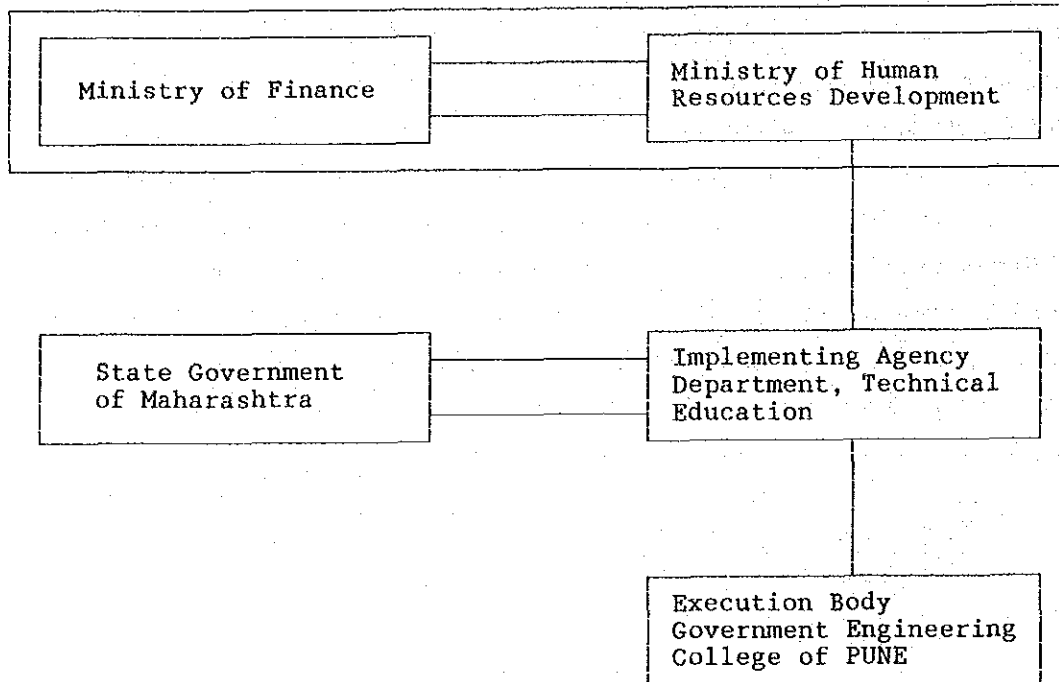 Ministry of Finance
Ministry of Human
Resources Development
State Government
of Maharashtra
Implementing Agency
Department, Technical
Education
Execution Body
Government Engineering
College of PUNE